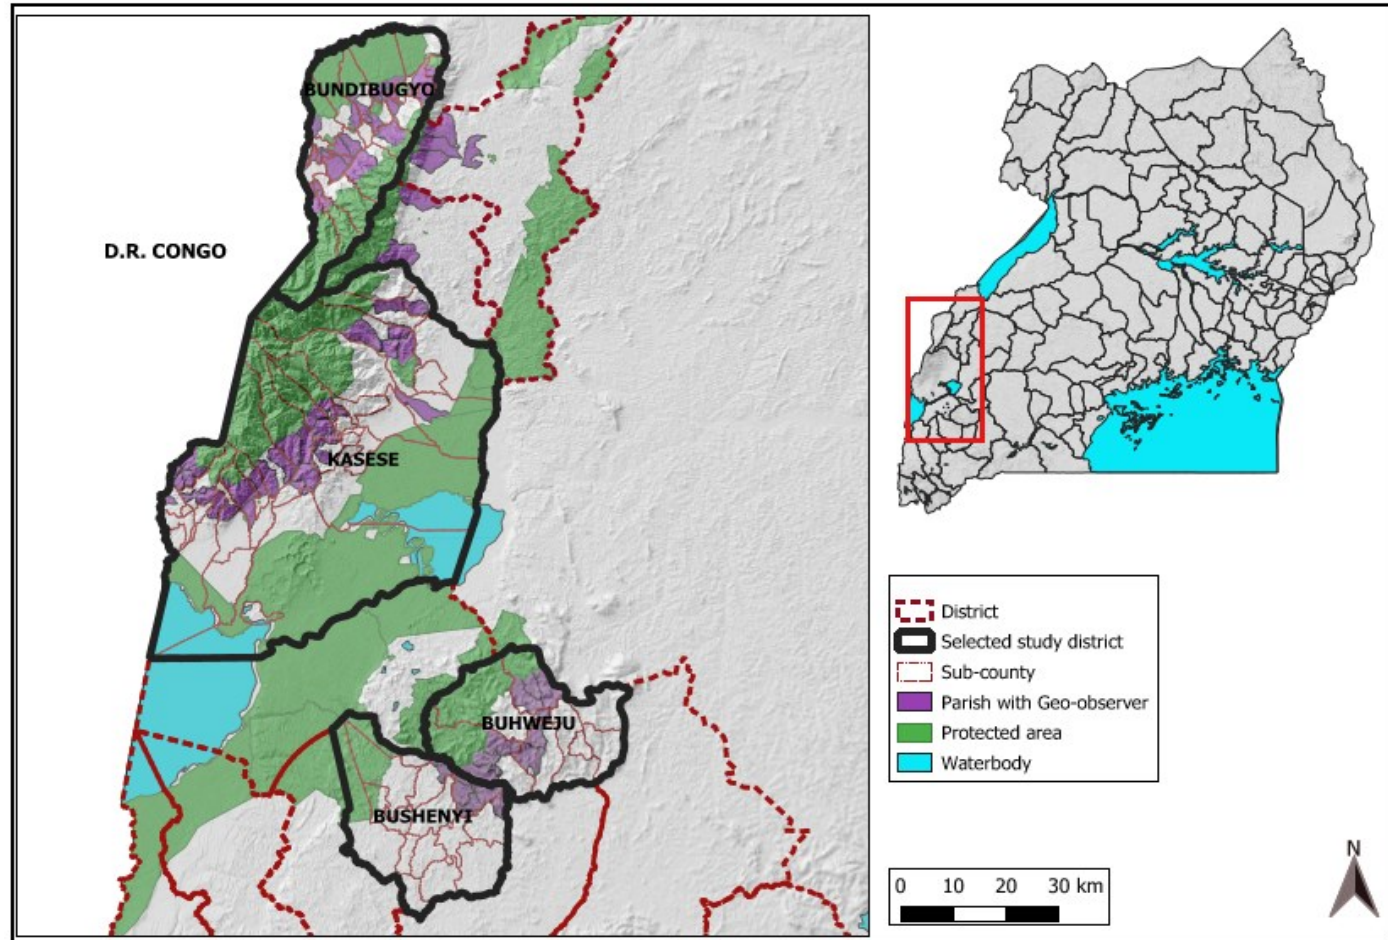 BUNDIBUGYO
D.R. CONGO
KASESE
BUHWEJU
BUSHENYI
District
Selected study district
Sub-county
Parish with Geo-observer
Protected area
Waterbody
0 10 20 30 km
N